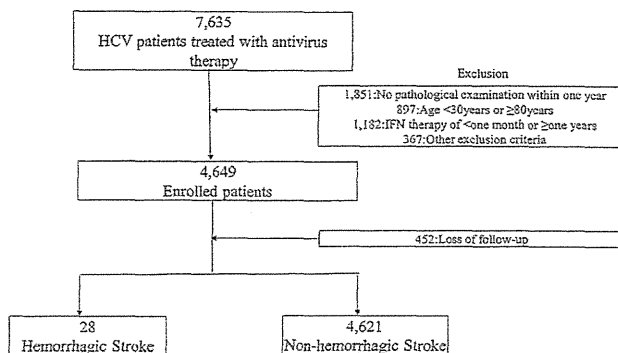 7,635
HCV patients treated with antivirus
therapy
Exclusion
1,851:No pathological examination within one year
897:Age <30years or ≥80years
1,182:IFN therapy of <one month or ≥one years
367:Other exclusion criteria
4,649
Enrolled patients
452:Loss of follow-up
28
Hemorrhagic Stroke
4,621
Non-hemorrhagic Stroke